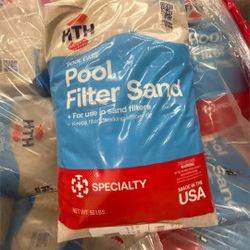 HTH
POOL CARE
Pool
Filter Sand
• For use in sand filters
SPECIALTY
WARNING
MADE IN THE
USA
NET WT 50 LBS